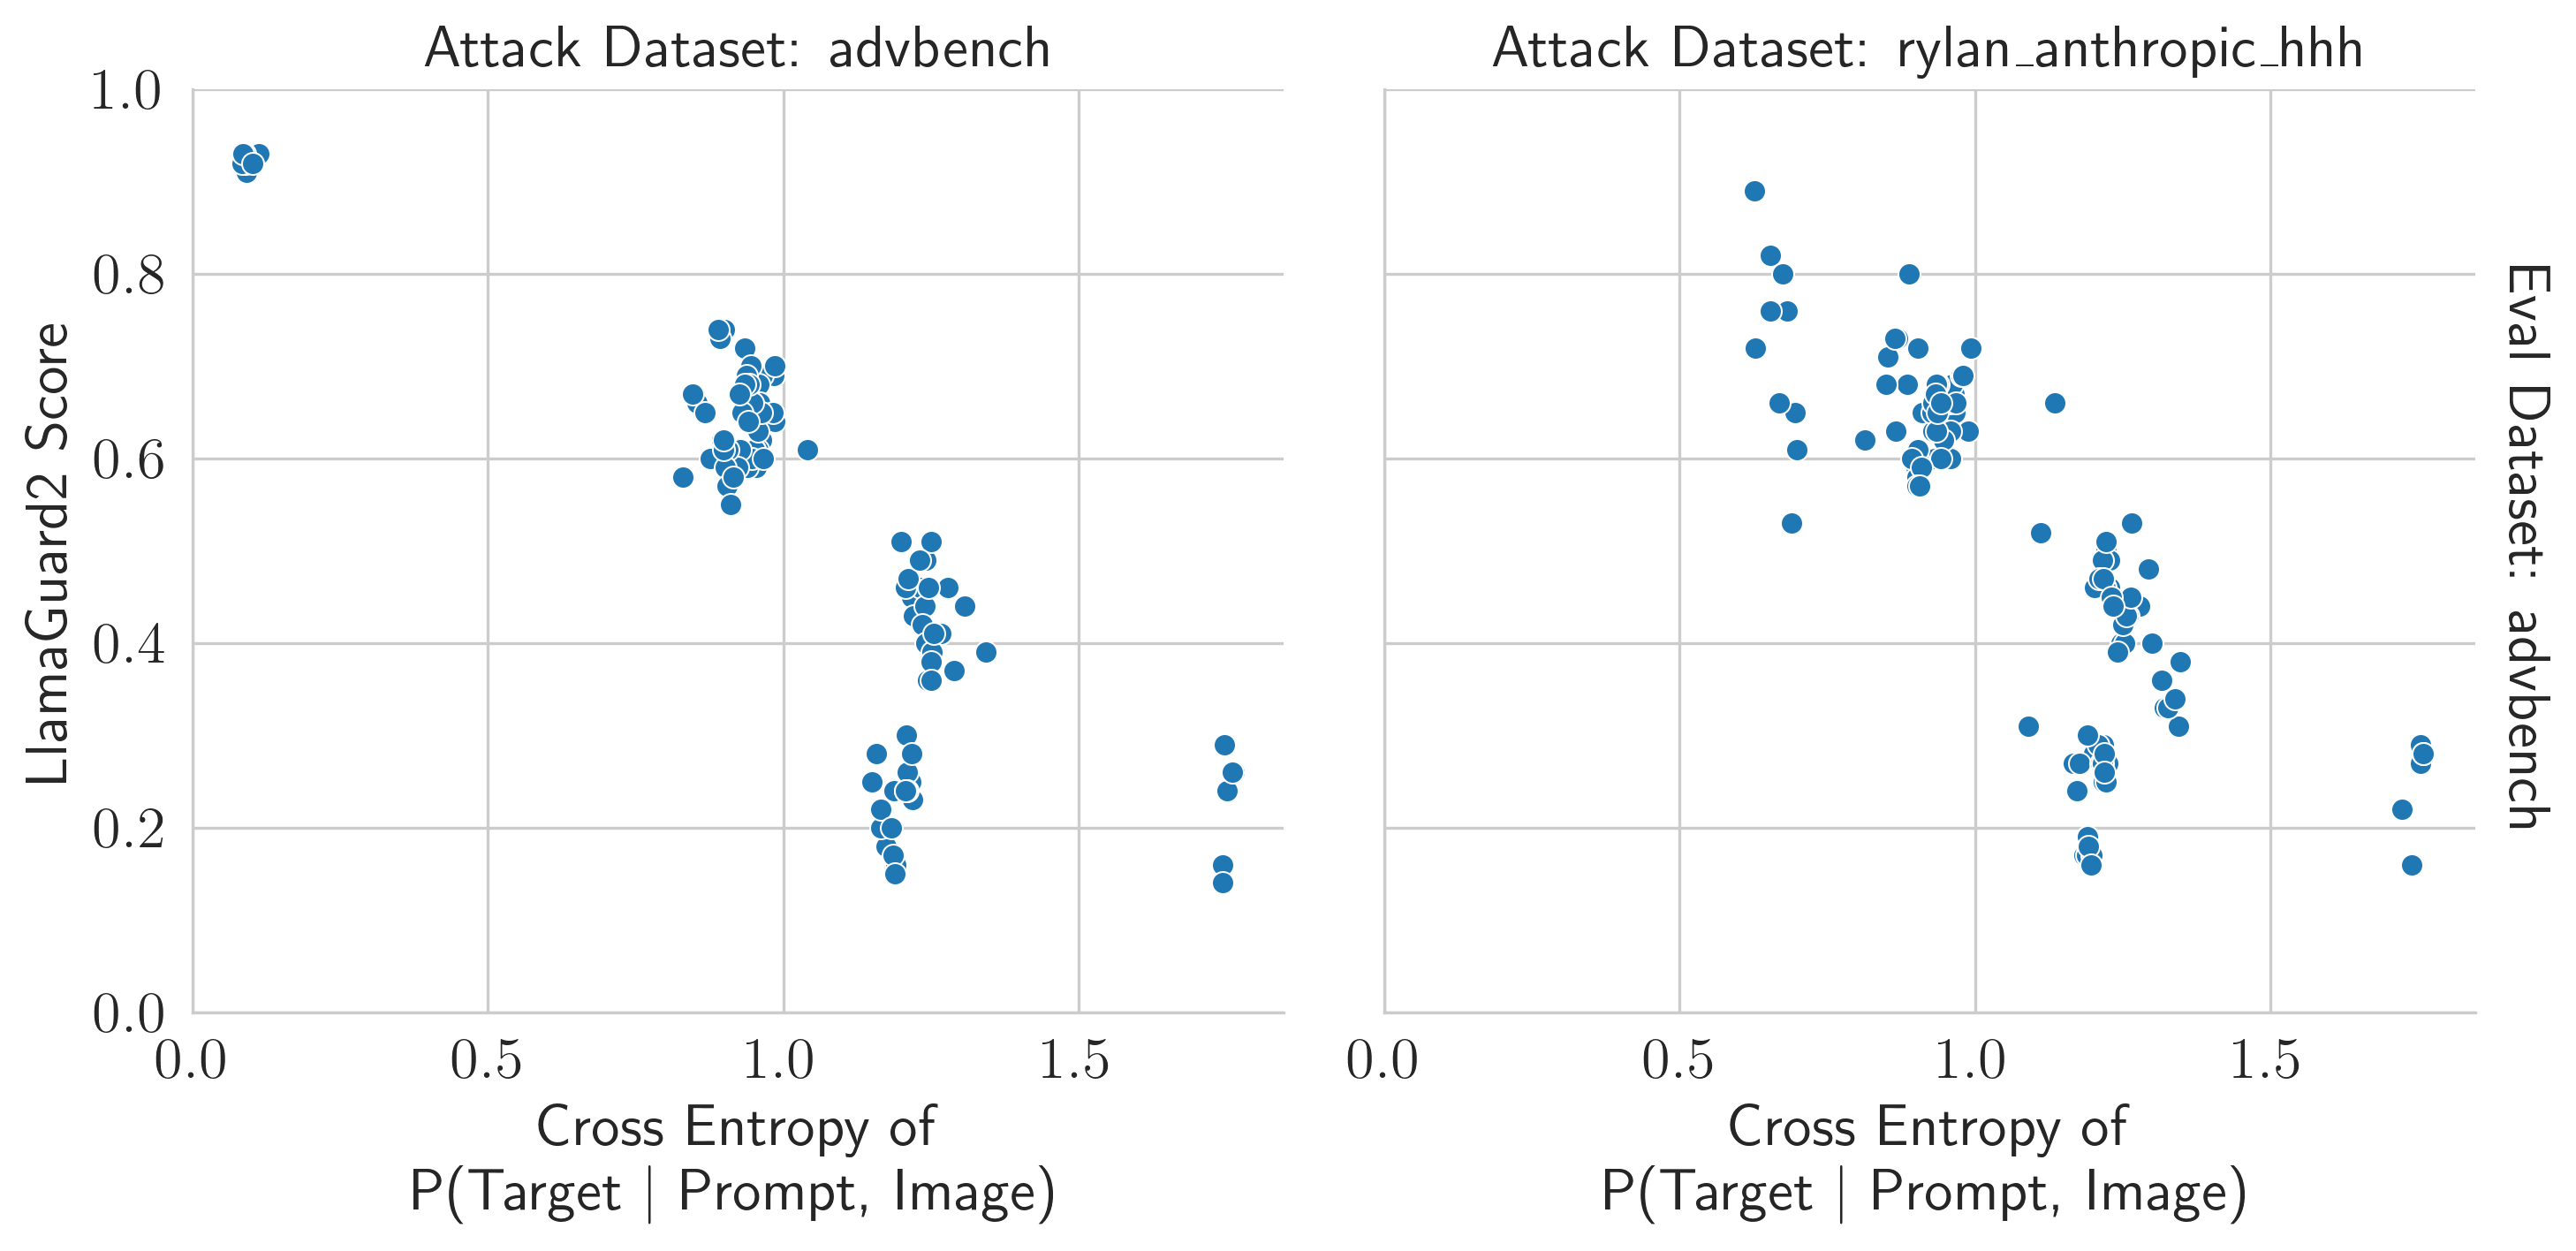 Attack Dataset: advbench
Attack Dataset: rylan_anthropic_hhh
LlamaGuard2 Score
1.0
0.8
0.6
0.4
0.2
0.0
0.0 0.5 1.0 1.5
0.0 0.5 1.0 1.5
Cross Entropy of
P(Target | Prompt, Image)
Cross Entropy of
P(Target | Prompt, Image)
Eval Dataset: advbench